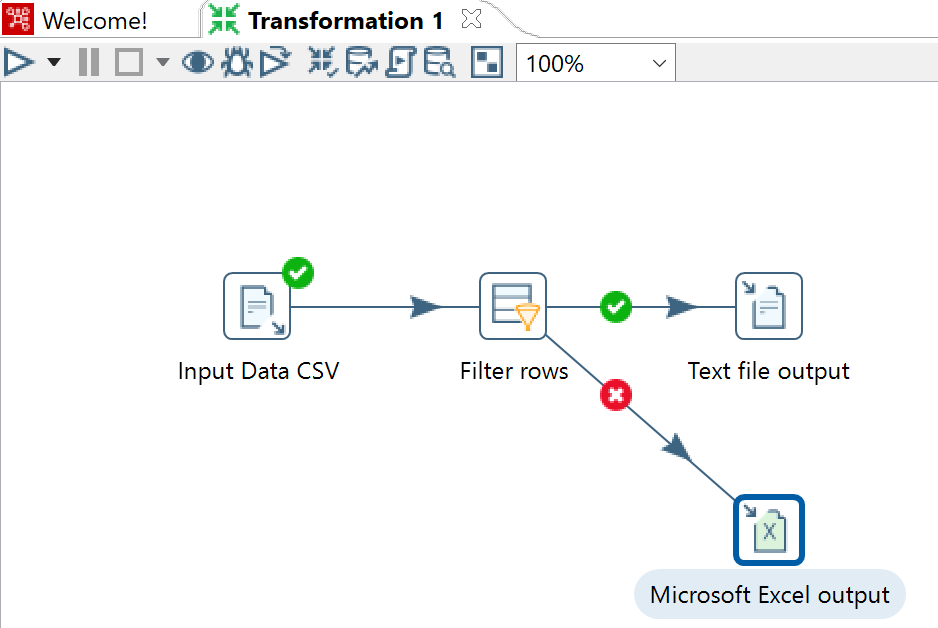 Welcome!
Transformation 1
100%
Input Data CSV
Filter rows
Text file output
X
Microsoft Excel output